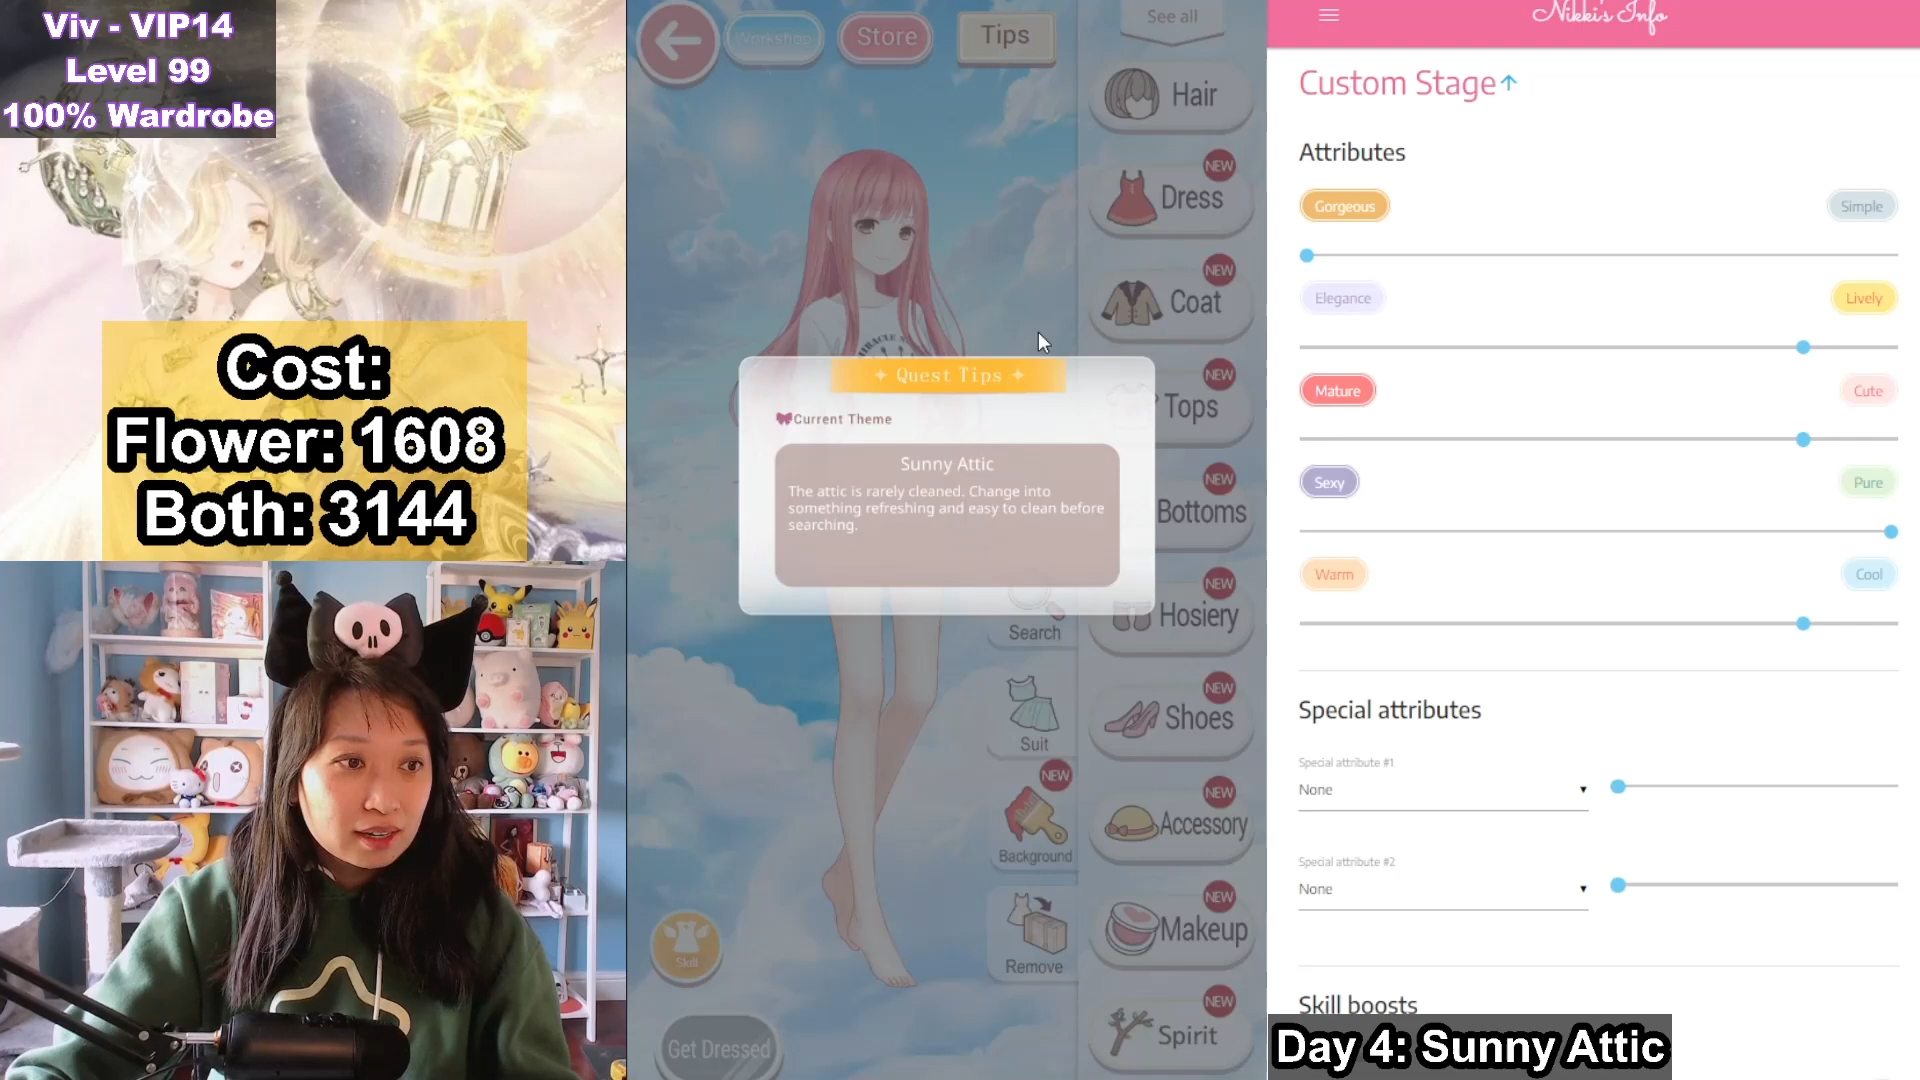 Viv - VIP14
Level 99
100% Wardrobe
Cost:
Flower: 1608
Both: 3144
Workshop
Store
Tips
See all
Hair
NEW
Dress
NEW
Coat
NEW
Tops
NEW
Bottoms
NEW
Hosiery
NEW
Shoes
NEW
Accessory
NEW
Makeup
NEW
Spirit
Quest Tips
Current Theme
Sunny Attic
The attic is rarely cleaned. Change into
something refreshing and easy to clean before
searching.
Search
Suit
NEW
Background
Remove
Skill
Get Dressed
Nikki's Info
Custom Stage
Attributes
Gorgeous
Simple
Elegance
Lively
Mature
Cute
Sexy
Pure
Warm
Cool
Special attributes
Special attribute #1
None
Special attribute #2
None
Skill boosts
Day 4: Sunny Attic